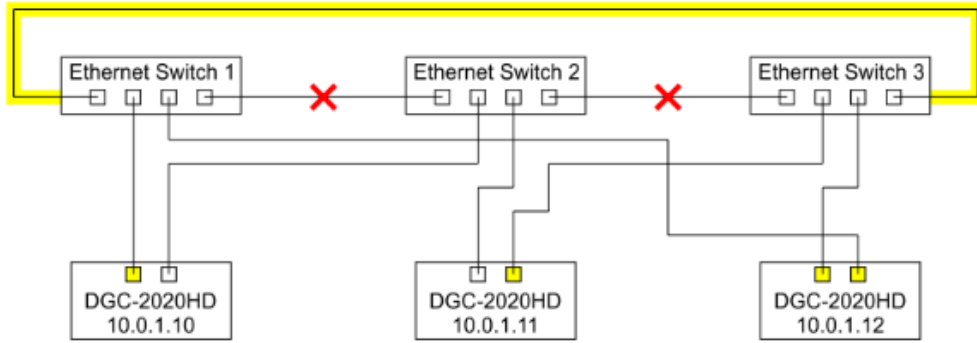 Ethernet Switch 1
Ethernet Switch 2
Ethernet Switch 3
DGC-2020HD
10.0.1.10
DGC-2020HD
10.0.1.11
DGC-2020HD
10.0.1.12